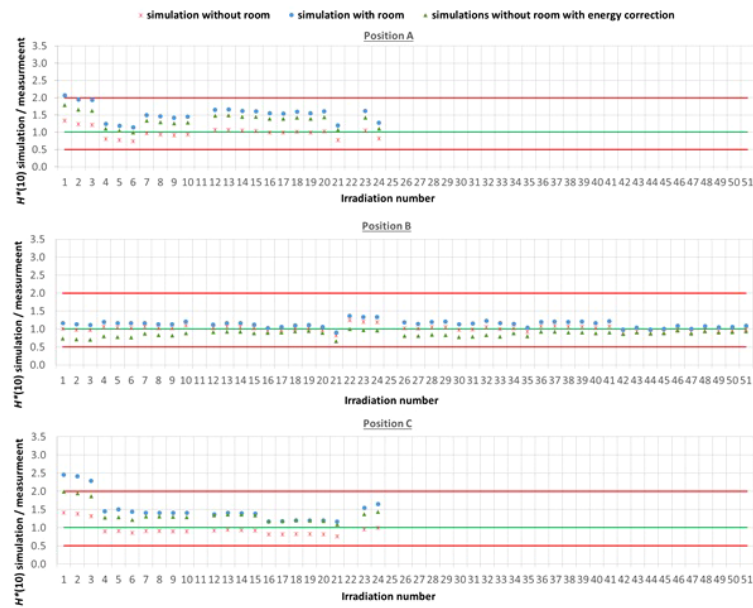 simulation without room simulation with room simulations without room with energy correction
Position A
H*(10) simulation / measurmeent
3.5
3.0
2.5
2.0
1.5
1.0
0.5
0.0
1 2 3 4 5 6 7 8 9 10 11 12 13 14 15 16 17 18 19 20 21 22 23 24 25 26 27 28 29 30 31 32 33 34 35 36 37 38 39 40 41 42 43 44 45 46 47 48 49 50 51
Irradiation number
Position B
H*(10) simulation / measurmeent
3.5
3.0
2.5
2.0
1.5
1.0
0.5
0.0
1 2 3 4 5 6 7 8 9 10 11 12 13 14 15 16 17 18 19 20 21 22 23 24 25 26 27 28 29 30 31 32 33 34 35 36 37 38 39 40 41 42 43 44 45 46 47 48 49 50 51
Irradiation number
Position C
H*(10) simulation / measurmeent
3.5
3.0
2.5
2.0
1.5
1.0
0.5
0.0
1 2 3 4 5 6 7 8 9 10 11 12 13 14 15 16 17 18 19 20 21 22 23 24 25 26 27 28 29 30 31 32 33 34 35 36 37 38 39 40 41 42 43 44 45 46 47 48 49 50 51
Irradiation number